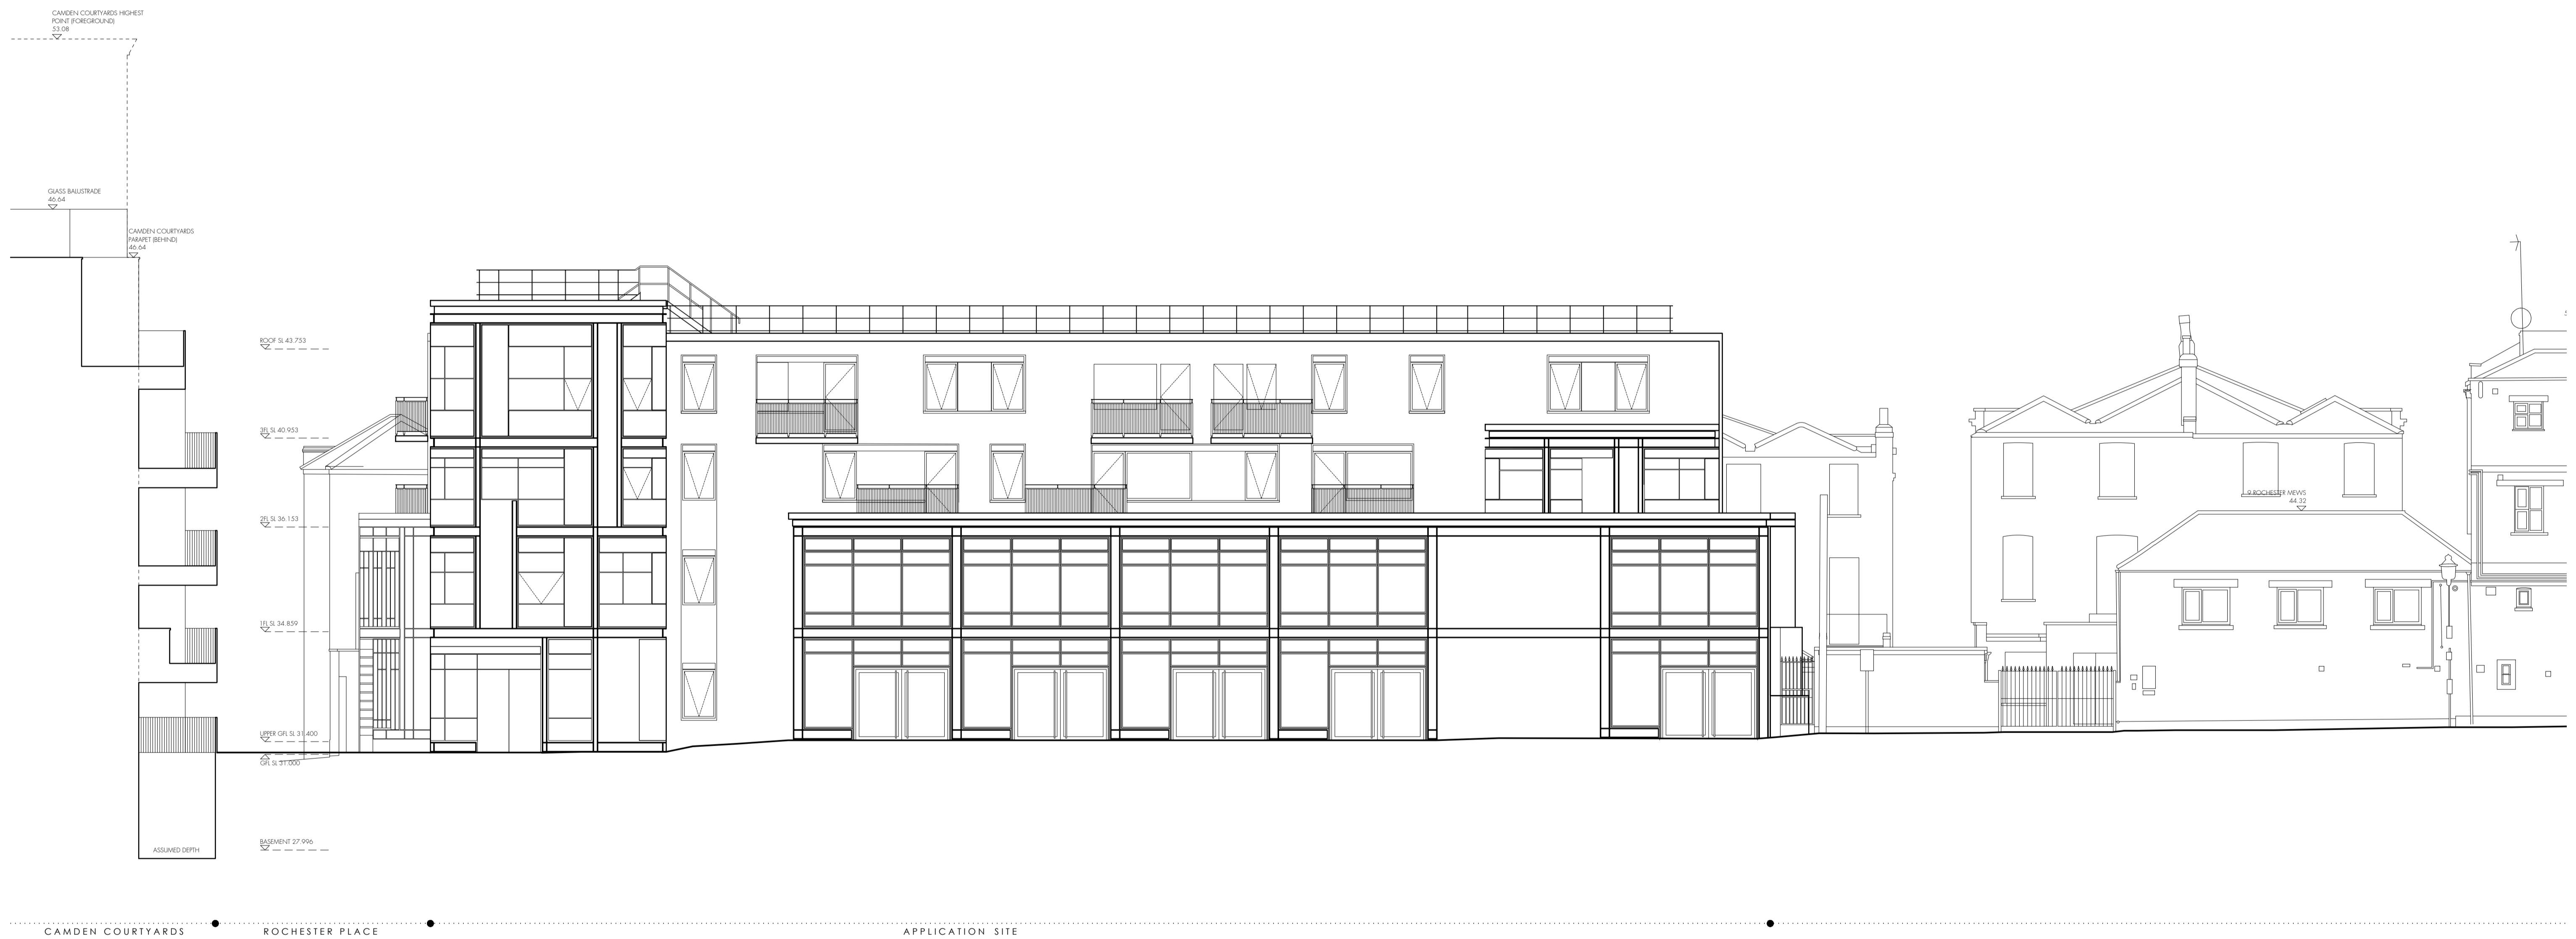 CAMDEN COURTYARDS HIGHEST
POINT (FOREGROUND)
53.08
GLASS BALUSTRADE
46.64
CAMDEN COURTYARDS
PARAPET (BEHIND)
46.64
ROOF SL 43.753
3FL SL 40.953
2FL SL 36.153
1FL SL 34.859
UPPER GFL SL 31.400
GFL SL 31.000
BASEMENT 27.996
ASSUMED DEPTH
9 ROCHESTER MEWS
44.32
CAMDEN COURTYARDS
ROCHESTER PLACE
APPLICATION SITE